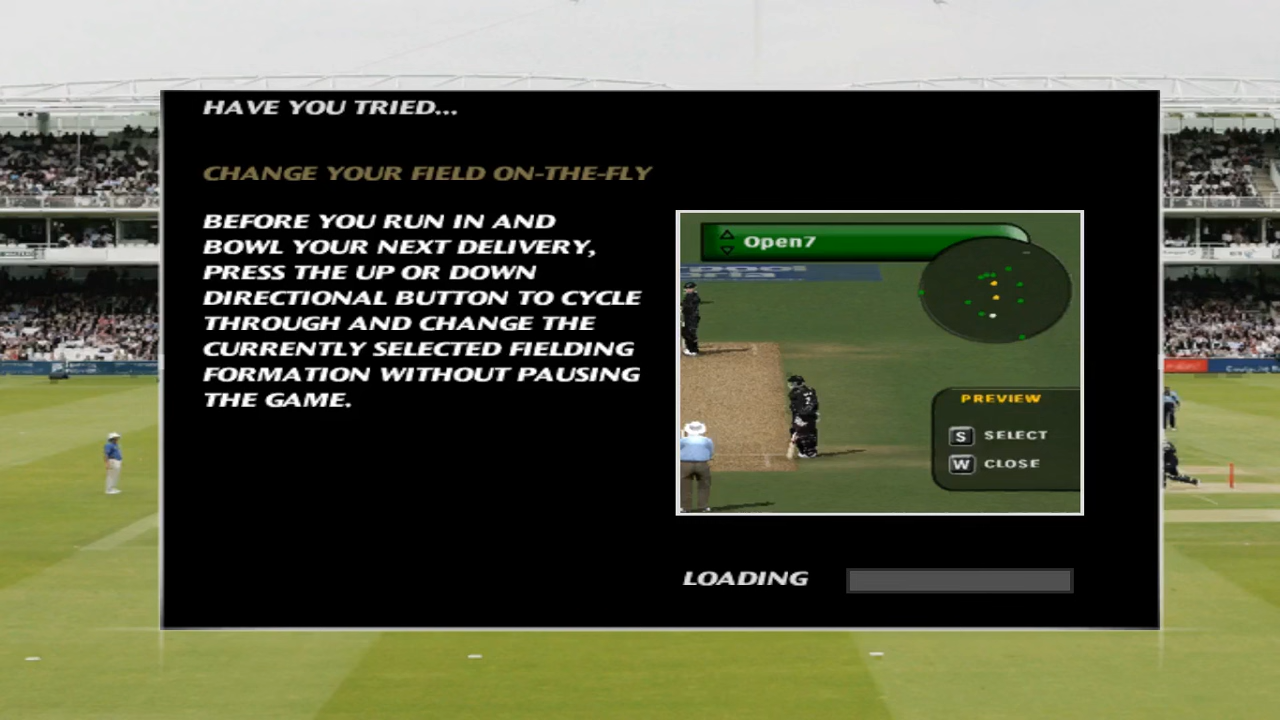 HAVE YOU TRIED...
CHANGE YOUR FIELD ON-THE-FLY
BEFORE YOU RUN IN AND
BOWL YOUR NEXT DELIVERY,
PRESS THE UP OR DOWN
DIRECTIONAL BUTTON TO CYCLE
THROUGH AND CHANGE THE
CURRENTLY SELECTED FIELDING
FORMATION WITHOUT PAUSING
THE GAME.
Open7
PREVIEW
S SELECT
W CLOSE
LOADING